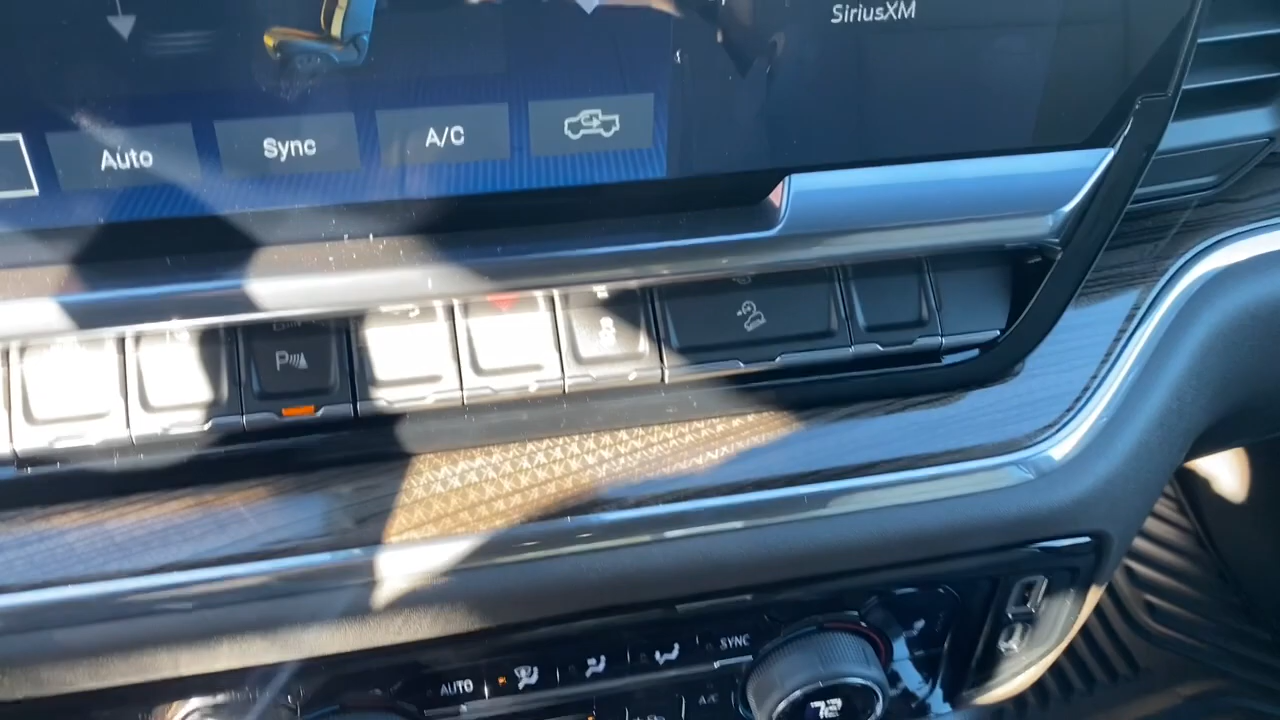 SiriusXM
Auto
Sync
A/C
P
AUTO
SYNC
A/C
72